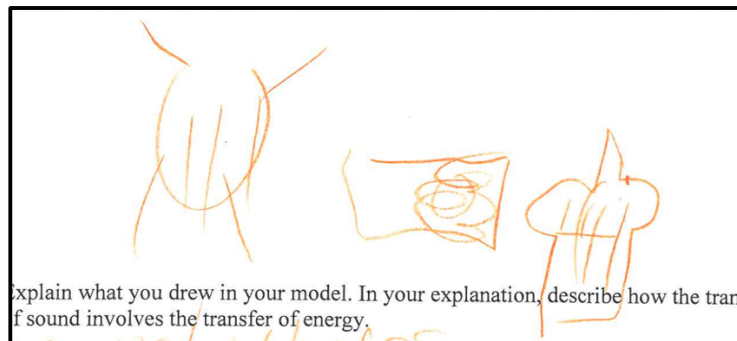 xplain what you drew in your model. In your explanation, describe how the tran
f sound involves the transfer of energy.